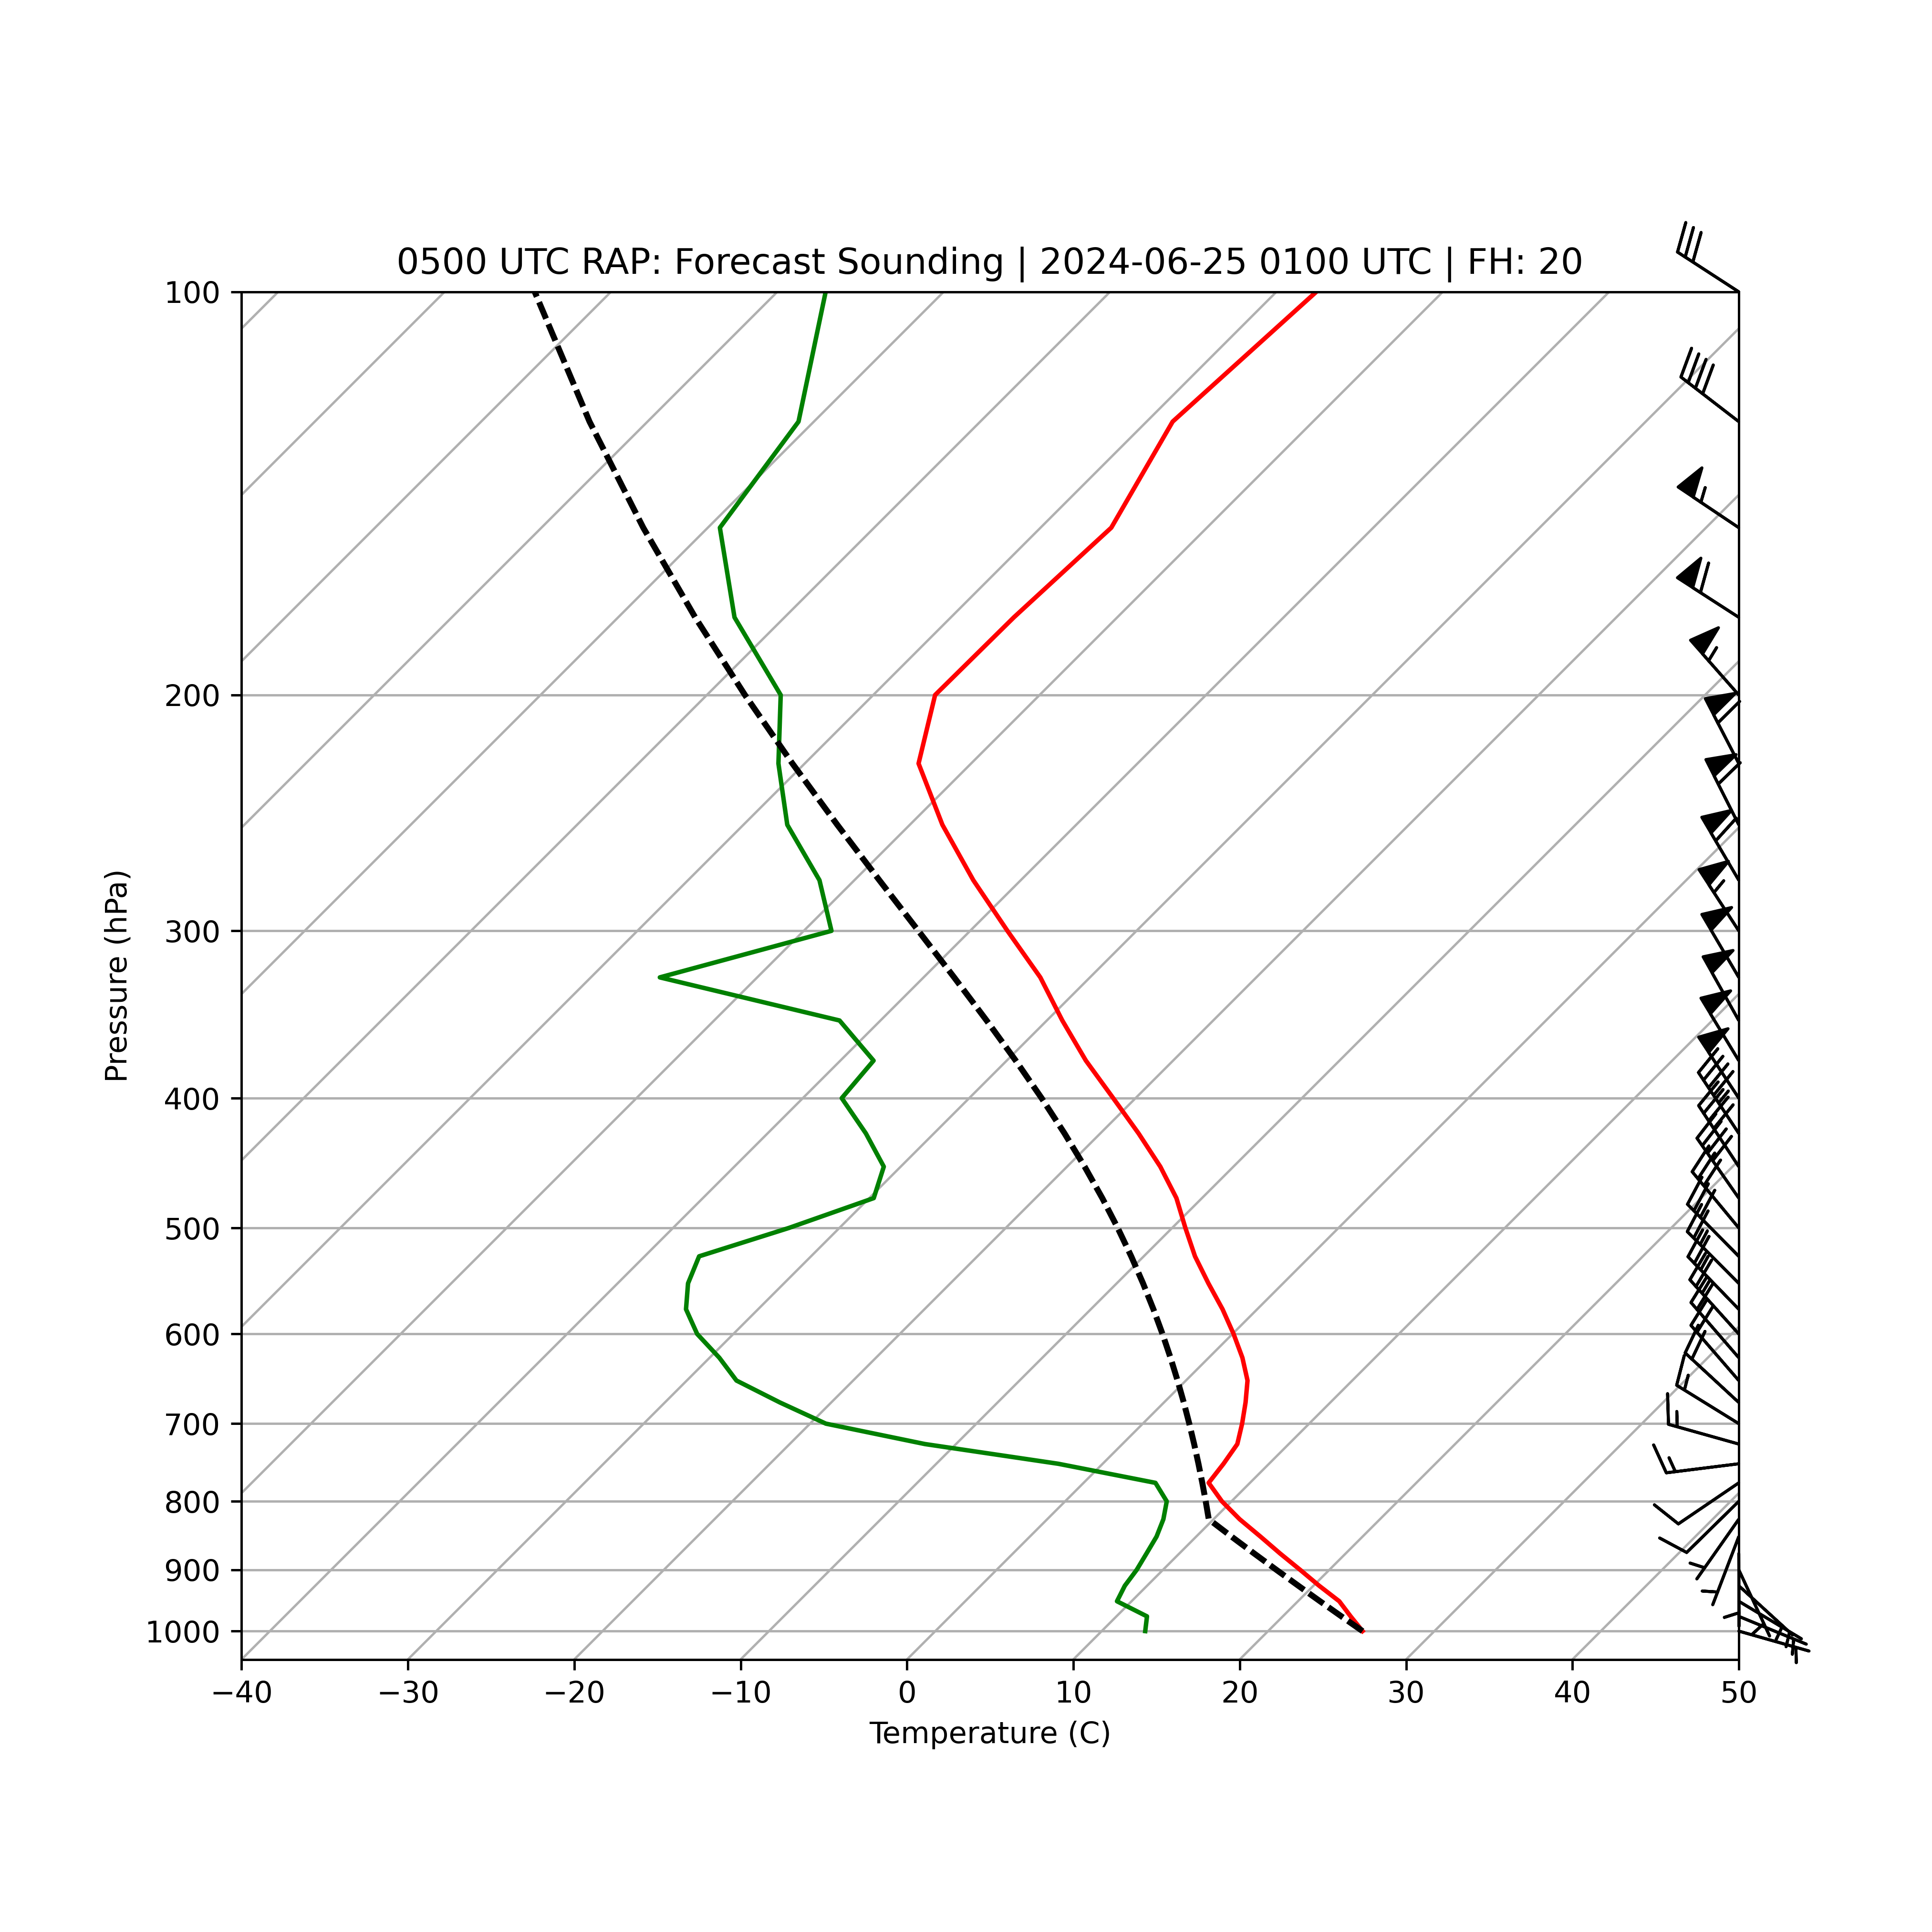 0500 UTC RAP: Forecast Sounding | 2024-06-25 0100 UTC | FH: 20
100
200
300
400
500
600
700
800
900
1000
Pressure (hPa)
−40 −30 −20 −10 0 10 20 30 40 50
Temperature (C)